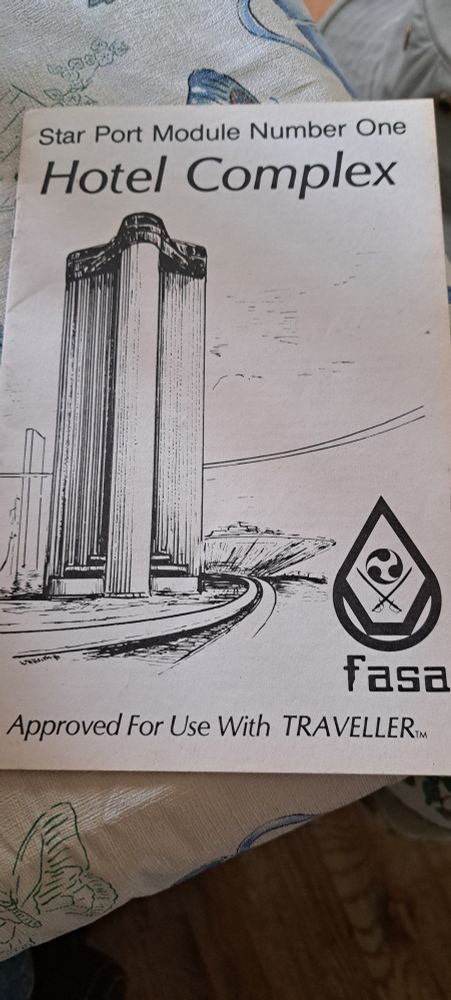 Star Port Module Number One
Hotel Complex
fasa
Approved For Use With TRAVELLER™